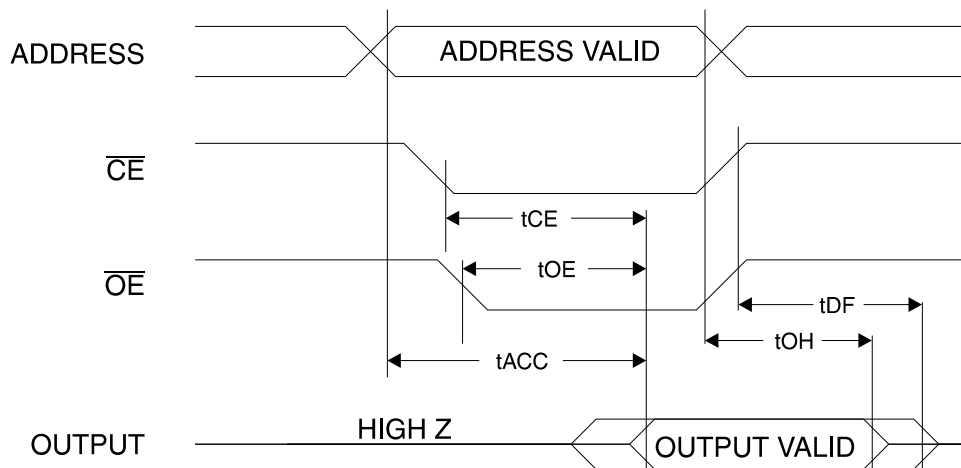 ADDRESS
ADDRESS VALID
CE
tCE
OE
tOE
tDF
tOH
tACC
HIGH Z
OUTPUT
OUTPUT VALID